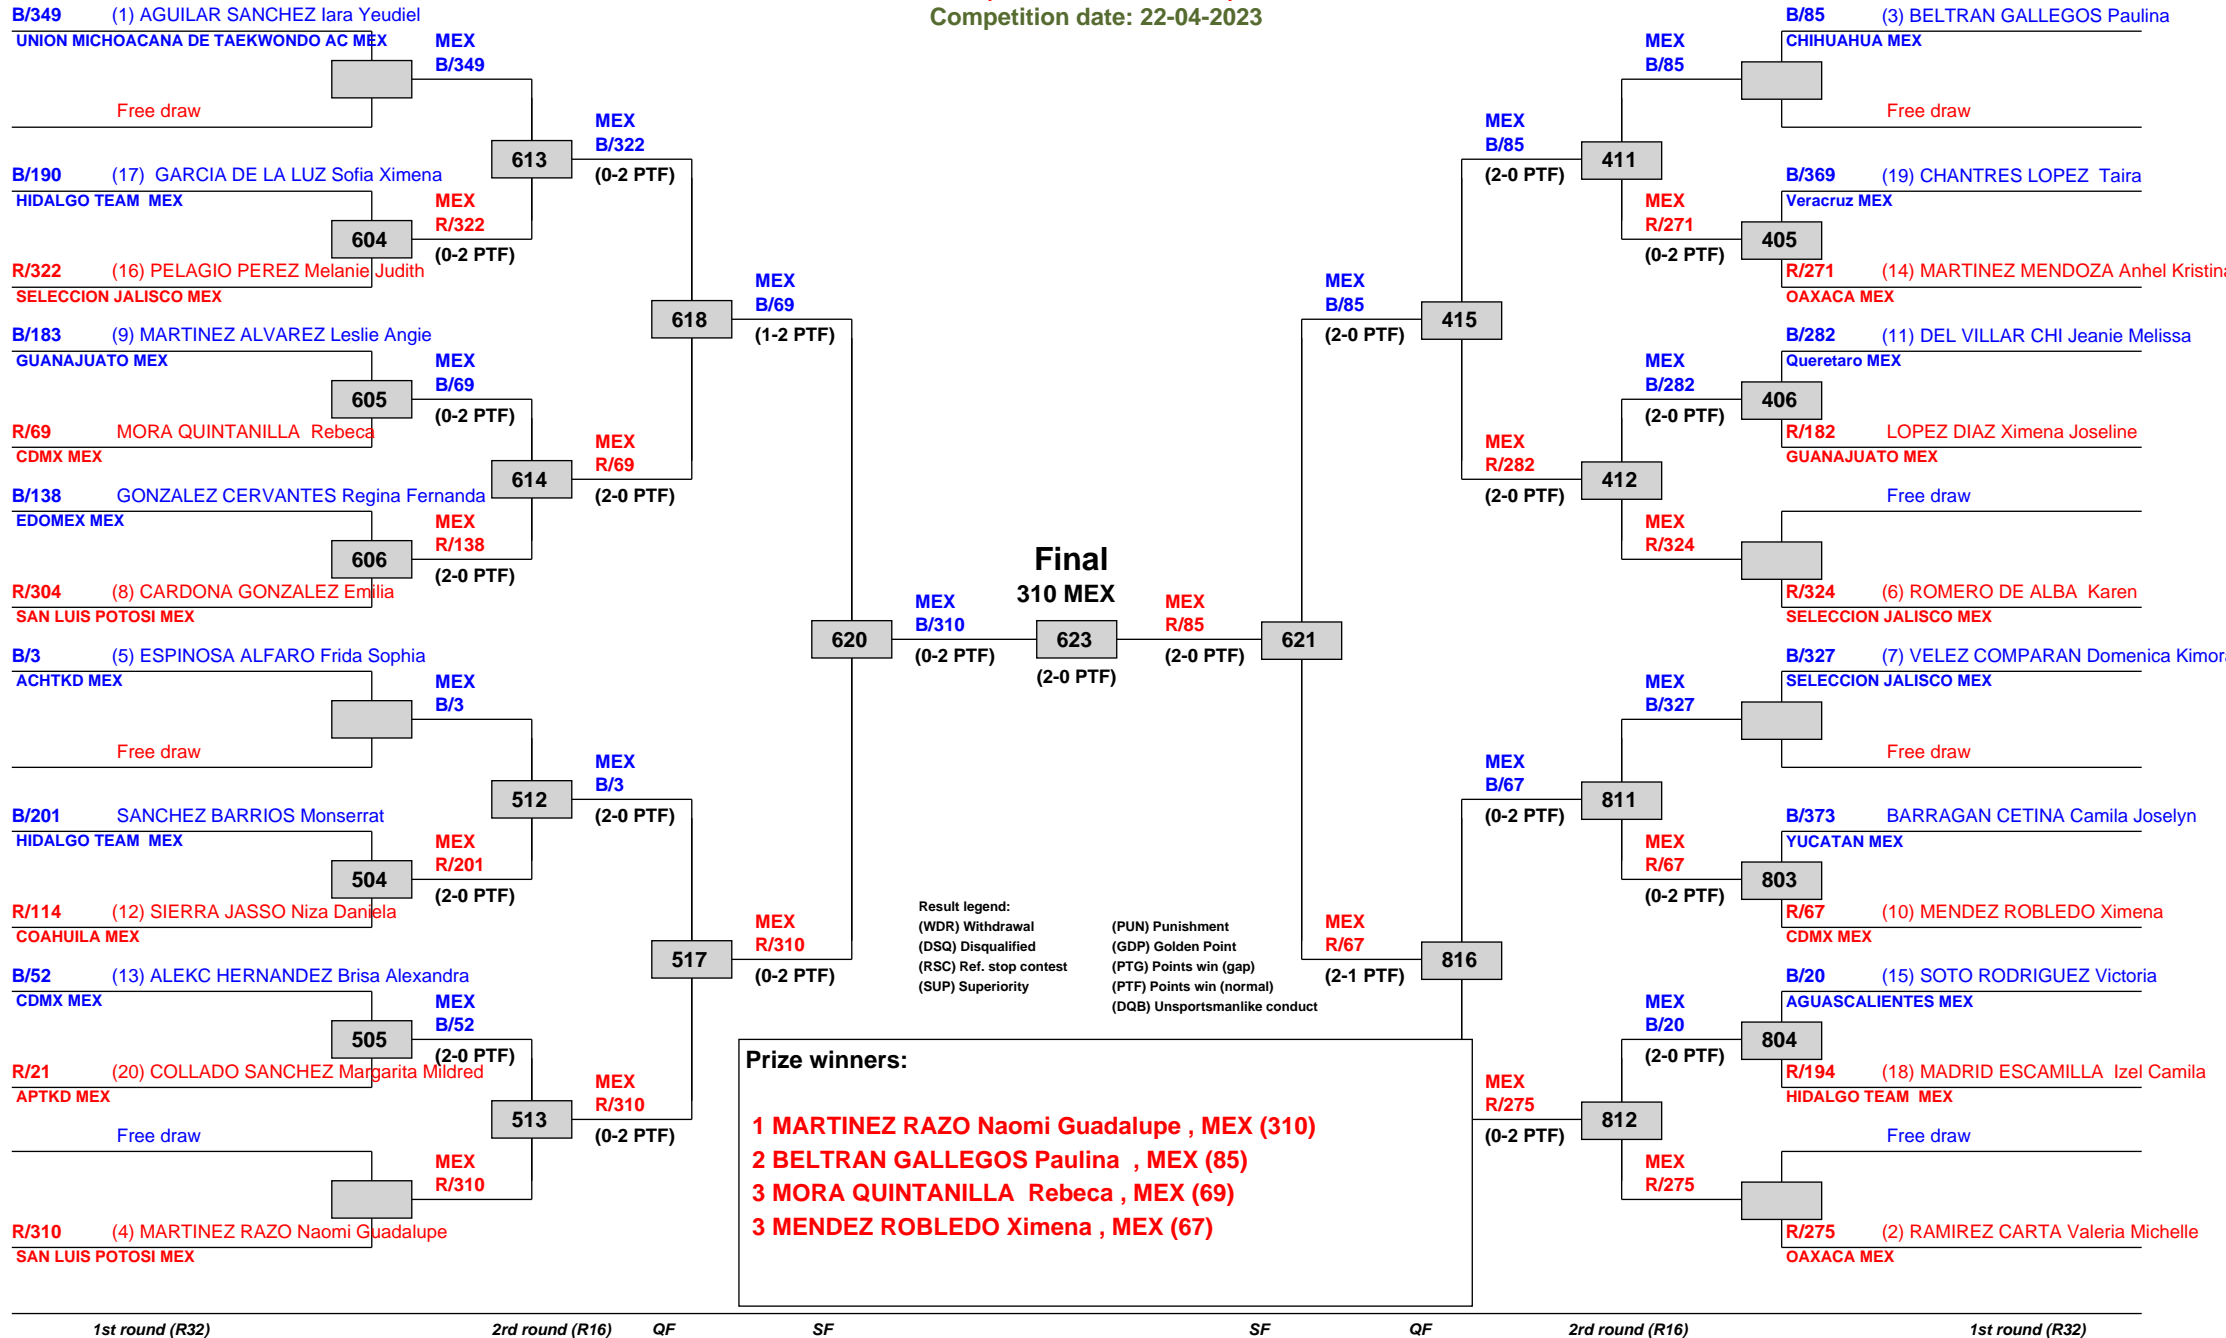 Competition date: 22-04-2023
B/349 (1) AGUILAR SANCHEZ Iara Yeudiel
UNION MICHOACANA DE TAEKWONDO AC MEX
MEX
B/349
Free draw
613
MEX
B/322
(0-2 PTF)
B/190 (17) GARCIA DE LA LUZ Sofia Ximena
HIDALGO TEAM MEX
604
MEX
R/322
(0-2 PTF)
R/322 (16) PELAGIO PEREZ Melanie Judith
SELECCION JALISCO MEX
618
MEX
B/69
(1-2 PTF)
B/183 (9) MARTINEZ ALVAREZ Leslie Angie
GUANAJUATO MEX
605
MEX
B/69
(0-2 PTF)
R/69 MORA QUINTANILLA Rebeca
CDMX MEX
614
MEX
R/69
(2-0 PTF)
B/138 GONZALEZ CERVANTES Regina Fernanda
EDOMEX MEX
606
MEX
R/138
(2-0 PTF)
R/304 (8) CARDONA GONZALEZ Emilia
SAN LUIS POTOSI MEX
620
MEX
B/310
(0-2 PTF)
B/3 (5) ESPINOSA ALFARO Frida Sophia
ACHTKD MEX
MEX
B/3
Free draw
512
MEX
B/3
(2-0 PTF)
B/201 SANCHEZ BARRIOS Monserrat
HIDALGO TEAM MEX
504
MEX
R/201
(2-0 PTF)
R/114 (12) SIERRA JASSO Niza Daniela
COAHUILA MEX
517
MEX
R/310
(0-2 PTF)
B/52 (13) ALEKC HERNANDEZ Brisa Alexandra
CDMX MEX
505
MEX
B/52
(2-0 PTF)
R/21 (20) COLLADO SANCHEZ Margarita Mildred
APTKD MEX
513
MEX
R/310
(0-2 PTF)
Free draw
MEX
R/310
R/310 (4) MARTINEZ RAZO Naomi Guadalupe
SAN LUIS POTOSI MEX
Final
310 MEX
623
(2-0 PTF)
MEX
R/85
(2-0 PTF)
621
B/85 (3) BELTRAN GALLEGOS Paulina
CHIHUAHUA MEX
MEX
B/85
Free draw
MEX
B/85
(2-0 PTF)
411
B/369 (19) CHANTRES LOPEZ Taira
Veracruz MEX
MEX
R/271
(0-2 PTF)
405
R/271 (14) MARTINEZ MENDOZA Anhel Kristina
OAXACA MEX
MEX
B/85
(2-0 PTF)
415
B/282 (11) DEL VILLAR CHI Jeanie Melissa
Queretaro MEX
MEX
B/282
(2-0 PTF)
406
R/182 LOPEZ DIAZ Ximena Joseline
GUANAJUATO MEX
MEX
R/282
(2-0 PTF)
412
Free draw
MEX
R/324
R/324 (6) ROMERO DE ALBA Karen
SELECCION JALISCO MEX
B/327 (7) VELEZ COMPARAN Domenica Kimor
SELECCION JALISCO MEX
MEX
B/327
Free draw
MEX
B/67
(0-2 PTF)
811
B/373 BARRAGAN CETINA Camila Joselyn
YUCATAN MEX
MEX
R/67
(0-2 PTF)
803
R/67 (10) MENDEZ ROBLEDO Ximena
CDMX MEX
MEX
R/67
(2-1 PTF)
816
B/20 (15) SOTO RODRIGUEZ Victoria
AGUASCALIENTES MEX
MEX
B/20
(2-0 PTF)
804
R/194 (18) MADRID ESCAMILLA Izel Camila
HIDALGO TEAM MEX
MEX
R/275
(0-2 PTF)
812
Free draw
MEX
R/275
R/275 (2) RAMIREZ CARTA Valeria Michelle
OAXACA MEX
Result legend:
(WDR) Withdrawal
(DSQ) Disqualified
(RSC) Ref. stop contest
(SUP) Superiority
(PUN) Punishment
(GDP) Golden Point
(PTG) Points win (gap)
(PTF) Points win (normal)
(DQB) Unsportsmanlike conduct
Prize winners:
1 MARTINEZ RAZO Naomi Guadalupe , MEX (310)
2 BELTRAN GALLEGOS Paulina , MEX (85)
3 MORA QUINTANILLA Rebeca , MEX (69)
3 MENDEZ ROBLEDO Ximena , MEX (67)
1st round (R32) 2rd round (R16) QF SF SF QF 2rd round (R16) 1st round (R32)